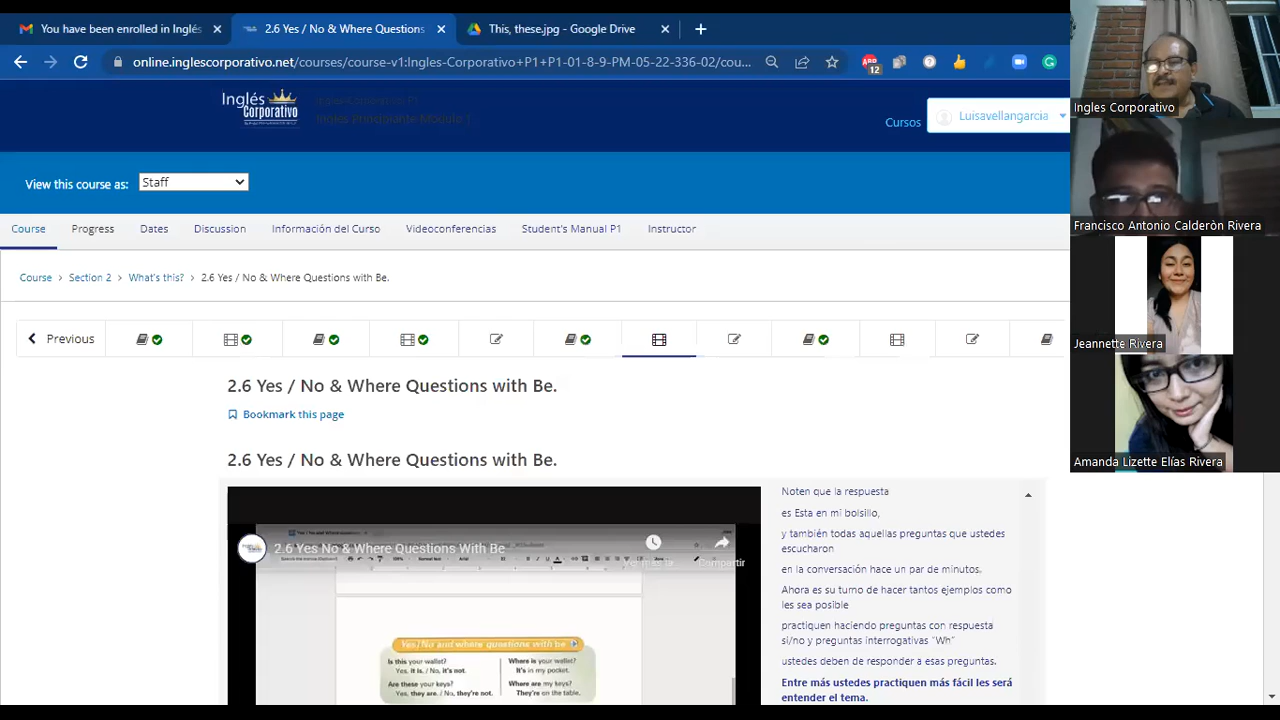 You have been enrolled in Inglés
2.6 Yes / No & Where Question
This, these.jpg - Google Drive
online.inglescorporativo.net/courses/course-v1:Ingles-Corporativo+P1+P1-01-8-9-PM-05-22-336-02/cou...
12
Inglés Corporativo
Cursos
Luisavellangarcia
View this course as:
Staff
Course
Progress
Dates
Discussion
Información del Curso
Videoconferencias
Student's Manual P1
Instructor
Course > Section 2 > What's this? > 2.6 Yes / No & Where Questions with Be.
Previous
2.6 Yes / No & Where Questions with Be.
Bookmark this page
2.6 Yes / No & Where Questions with Be.
2.6 Yes No & Where Questions With Be
Compartir
Yes/No and where questions with be
Is this your wallet?
Yes, it is. / No, it's not.
Are these your keys?
Yes, they are. / No, they're not.
Where is your wallet?
It's in my pocket.
Where are my keys?
They're on the table.
Noten que la respuesta
es Esta en mi bolsillo,
y también todas aquellas preguntas que ustedes
escucharon
en la conversación hace un par de minutos.
Ahora es su turno de hacer tantos ejemplos como
les sea posible
practiquen haciendo preguntas con respuesta
si/no y preguntas interrogativas "Wh"
ustedes deben de responder a esas preguntas.
Entre más ustedes practiquen más fácil les será
entender el tema.
Ingles Corporativo
Francisco Antonio Calderòn Rivera
Jeannette Rivera
Amanda Lizette Elías Rivera